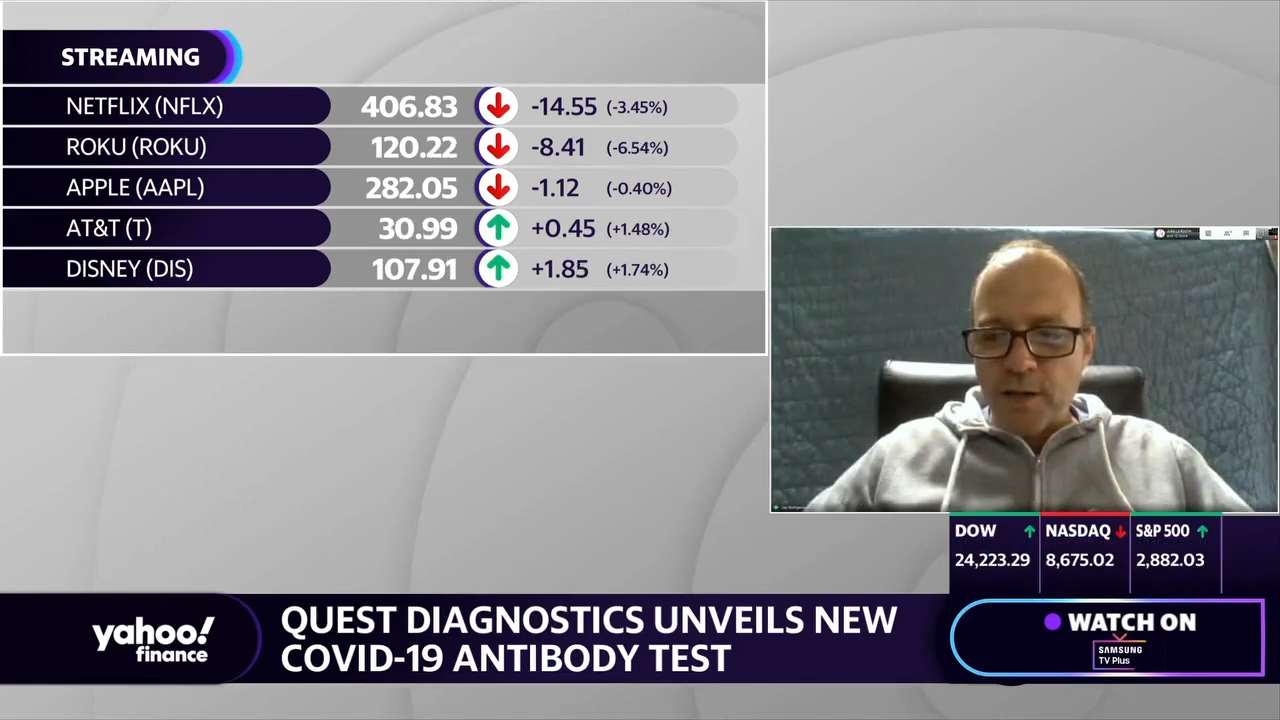 STREAMING
NETFLIX (NFLX) 406.83 -14.55 (-3.45%)
ROKU (ROKU) 120.22 -8.41 (-6.54%)
APPLE (AAPL) 282.05 -1.12 (-0.40%)
AT&T (T) 30.99 +0.45 (+1.48%)
DISNEY (DIS) 107.91 +1.85 (+1.74%)
DOW NASDAQ S&P 500
24,223.29 8,675.02 2,882.03
yahoo!
finance
QUEST DIAGNOSTICS UNVEILS NEW
COVID-19 ANTIBODY TEST
WATCH ON
SAMSUNG
TV Plus